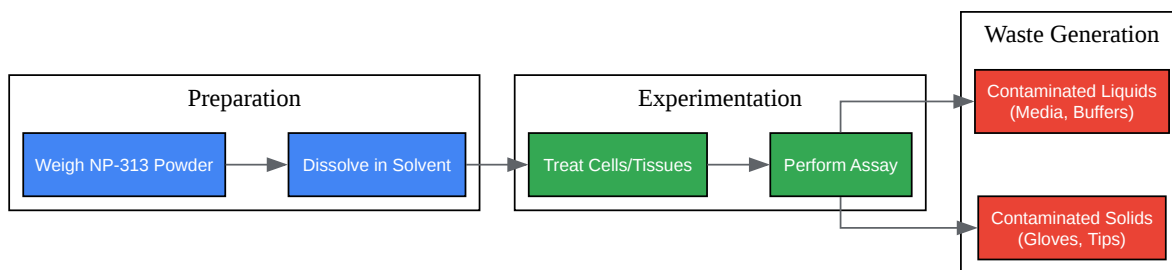 Waste Generation
Preparation
Experimentation
Weigh NP-313 Powder
Dissolve in Solvent
Treat Cells/Tissues
Perform Assay
Contaminated Liquids
(Media, Buffers)
Contaminated Solids
(Gloves, Tips)